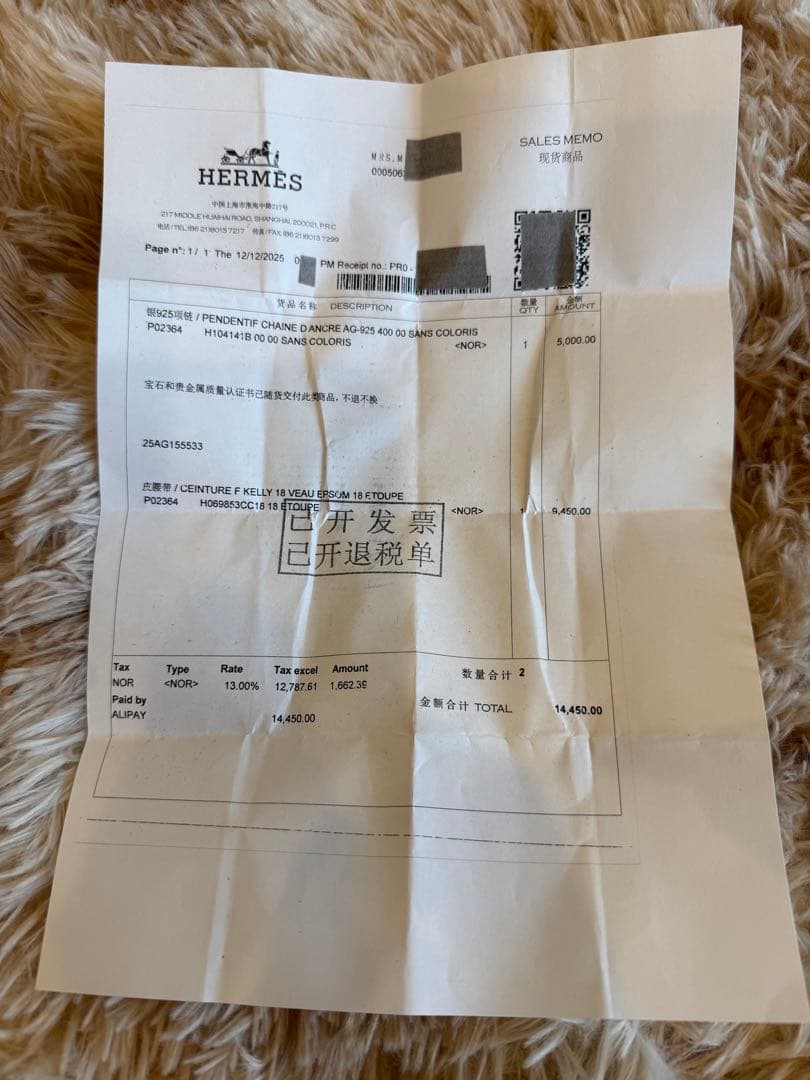 HERMÈS
中国上海市淮海中路217号
217 MIDDLE HUAIHAI ROAD, SHANGHAI 200021, P.R.C
电话/TEL:(86 21)8013 7217 传真/FAX: (86 21)8013 7299
MRS. M
000506
SALES MEMO
现货商品
Page n°: 1 / 1 The 12/12/2025 0 PM Receipt no.: PR0 -
货品名称 DESCRIPTION
数量 QTY
金额 AMOUNT
银925项链 / PENDENTIF CHAINE D ANCRE AG-925 400 00 SANS COLORIS
P02364 H104141B 00 00 SANS COLORIS <NOR> 1 5,000.00
宝石和贵金属质量认证书已随货交付此类商品，不退不换
25AG155533
皮腰带 / CEINTURE F KELLY 18 VEAU EPSOM 18 ETOUPE
P02364 H069853CC18 18 ETOUPE <NOR> 1 9,450.00
已开发票
已开退税单
Tax Type Rate Tax excel Amount
NOR <NOR> 13.00% 12,787.61 1,662.39
数量合计 2
Paid by
ALIPAY 14,450.00
金额合计 TOTAL 14,450.00